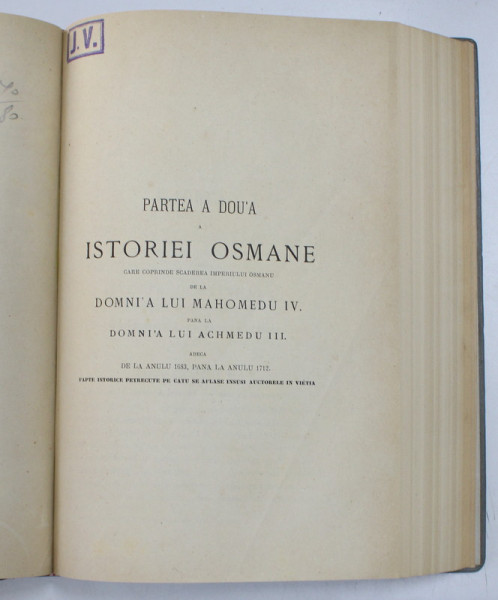 J. V.
PARTEA A DOU'A
A
ISTORIEI OSMANE
CARE COPRINDE SCADEREA IMPERIULUI OSMANU
DE LA
DOMNI'A LUI MAHOMEDU IV.
PANA LA
DOMNI'A LUI ACHMEDU III.
ADECA
DE LA ANULU 1683, PANA LA ANULU 1712.
FAPTE ISTORICE PETRECUTE PE CATU SE AFLASE INSUSI AUCTORELE IN VIÉTIA